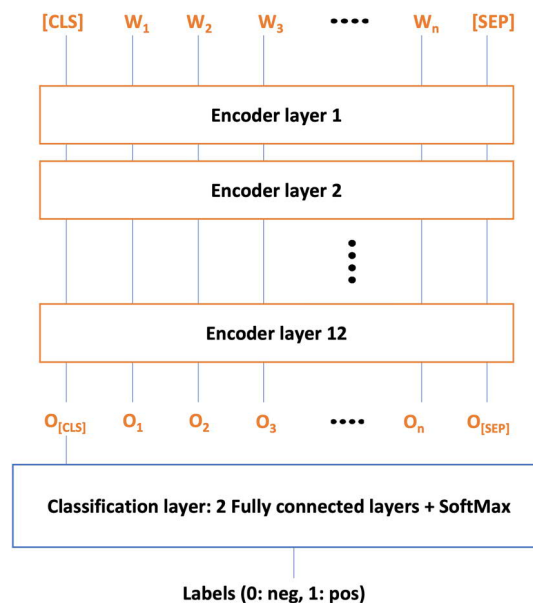 [CLS] W1 W2 W3 •••• Wn [SEP]
Encoder layer 1
Encoder layer 2
Encoder layer 12
O[CLS] O1 O2 O3 •••• On O[SEP]
Classification layer: 2 Fully connected layers + SoftMax
Labels (0: neg, 1: pos)